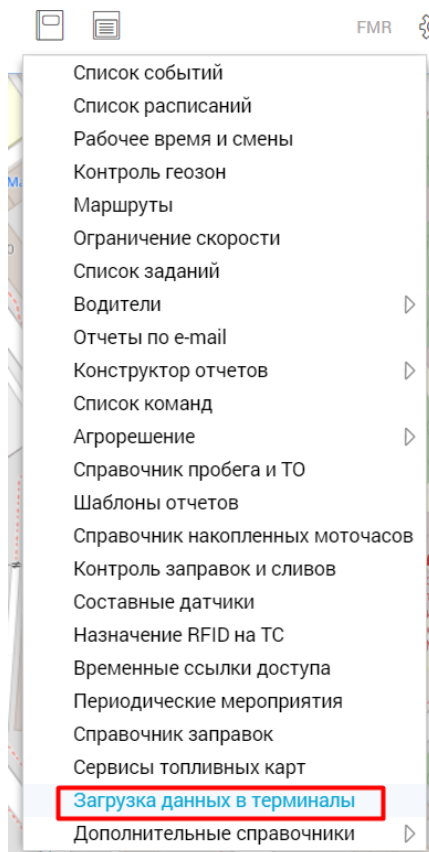 FMR
Список событий
Список расписаний
Рабочее время и смены
Контроль геозон
Маршруты
Ограничение скорости
Список заданий
Водители
Отчеты по e-mail
Конструктор отчетов
Список команд
Агрорешение
Справочник пробега и ТО
Шаблоны отчетов
Справочник накопленных моточасов
Контроль заправок и сливов
Составные датчики
Назначение RFID на ТС
Временные ссылки доступа
Периодические мероприятия
Справочник заправок
Сервисы топливных карт
Загрузка данных в терминалы
Дополнительные справочники